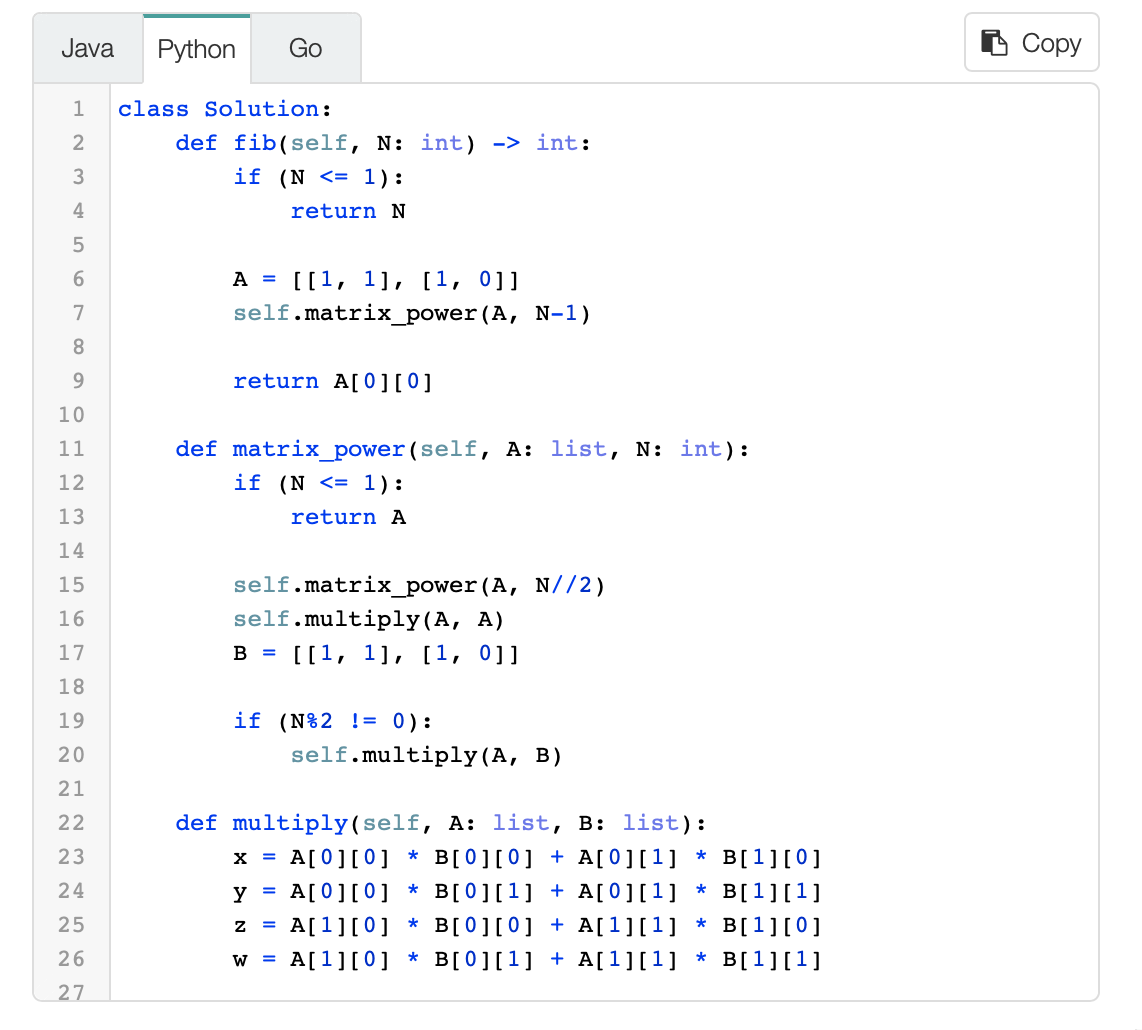 Java Python Go Copy
1 class Solution:
2     def fib(self, N: int) -> int:
3         if (N <= 1):
4             return N
5
6         A = [[1, 1], [1, 0]]
7         self.matrix_power(A, N-1)
8
9         return A[0][0]
10
11     def matrix_power(self, A: list, N: int):
12         if (N <= 1):
13             return A
14
15         self.matrix_power(A, N//2)
16         self.multiply(A, A)
17         B = [[1, 1], [1, 0]]
18
19         if (N%2 != 0):
20             self.multiply(A, B)
21
22     def multiply(self, A: list, B: list):
23         x = A[0][0] * B[0][0] + A[0][1] * B[1][0]
24         y = A[0][0] * B[0][1] + A[0][1] * B[1][1]
25         z = A[1][0] * B[0][0] + A[1][1] * B[1][0]
26         w = A[1][0] * B[0][1] + A[1][1] * B[1][1]
27